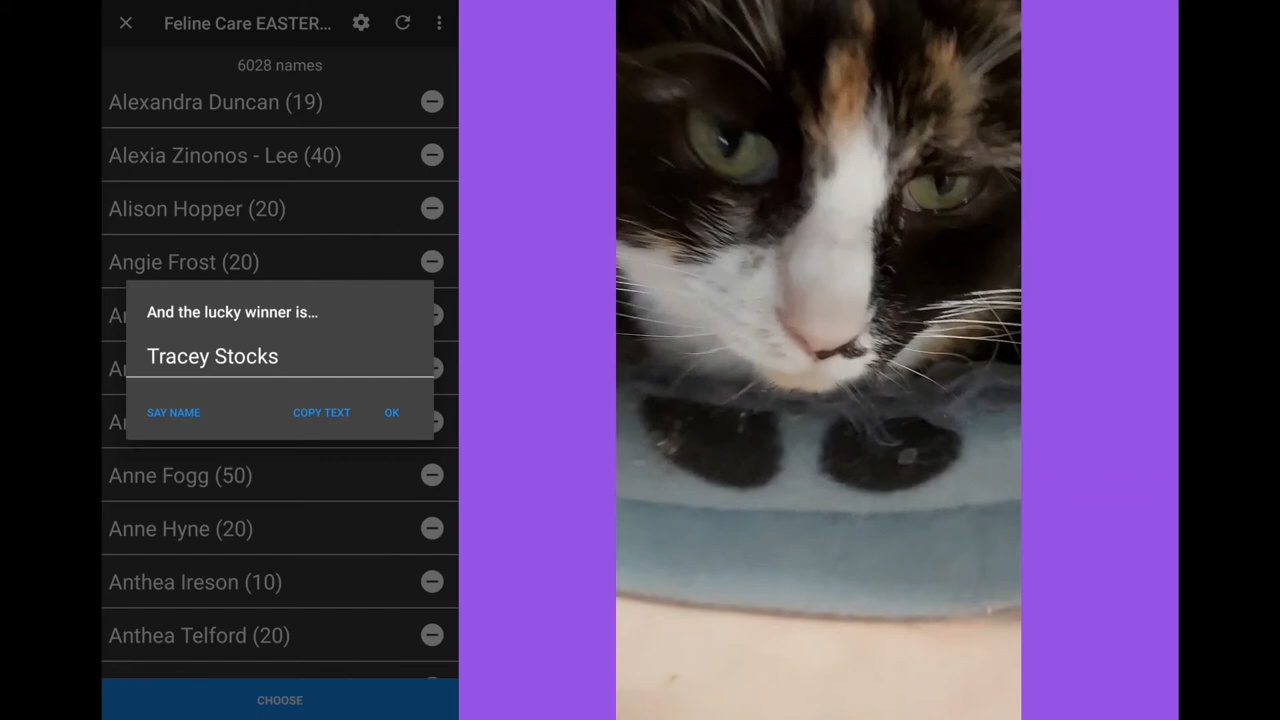 Feline Care EASTER...
6028 names
Alexandra Duncan (19)
Alexia Zinonos - Lee (40)
Alison Hopper (20)
Angie Frost (20)
And the lucky winner is...
Tracey Stocks
SAY NAME COPY TEXT OK
Anne Fogg (50)
Anne Hyne (20)
Anthea Ireson (10)
Anthea Telford (20)
CHOOSE